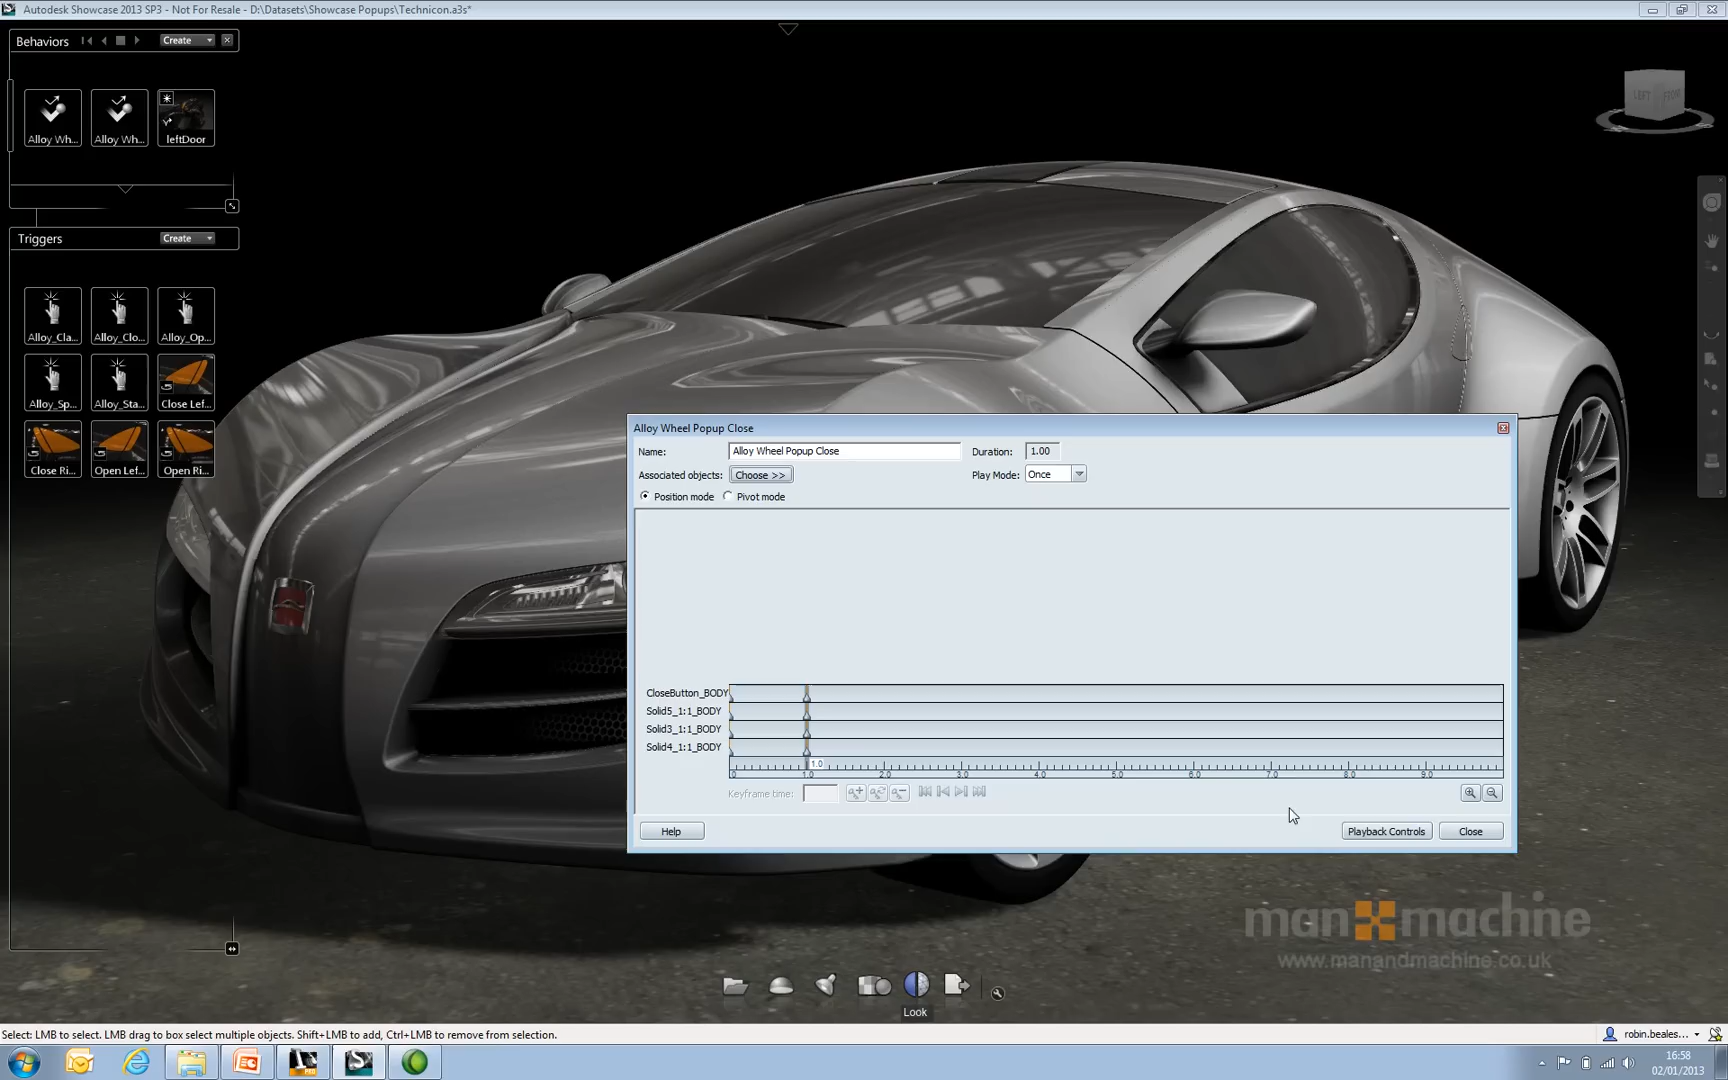 Autodesk Showcase 2013 SP3 - Not For Resale - D:\Datasets\Showcase Popups\Technicon.a3s*
Behaviors
Create
Alloy Wh...
Alloy Wh...
leftDoor
LEFT
FRONT
Triggers
Create
Alloy_Cla...
Alloy_Clo...
Alloy_Op...
Alloy_Sp...
Alloy_Sta...
Close Lef...
Close Ri...
Open Lef...
Open Ri...
Alloy Wheel Popup Close
Name:
Alloy Wheel Popup Close
Duration:
1.00
Associated objects:
Choose >>
Play Mode:
Once
Position mode
Pivot mode
CloseButton_BODY
Solid5_1:1_BODY
Solid3_1:1_BODY
Solid4_1:1_BODY
1.0
0 1.0 2.0 3.0 4.0 5.0 6.0 7.0 8.0 9.0
Keyframe time:
Help
Playback Controls
Close
man machine
www.manandmachine.co.uk
Look
Select: LMB to select. LMB drag to box select multiple objects. Shift+LMB to add, Ctrl+LMB to remove from selection.
robin.beales...
PRO
16:58
02/01/2013